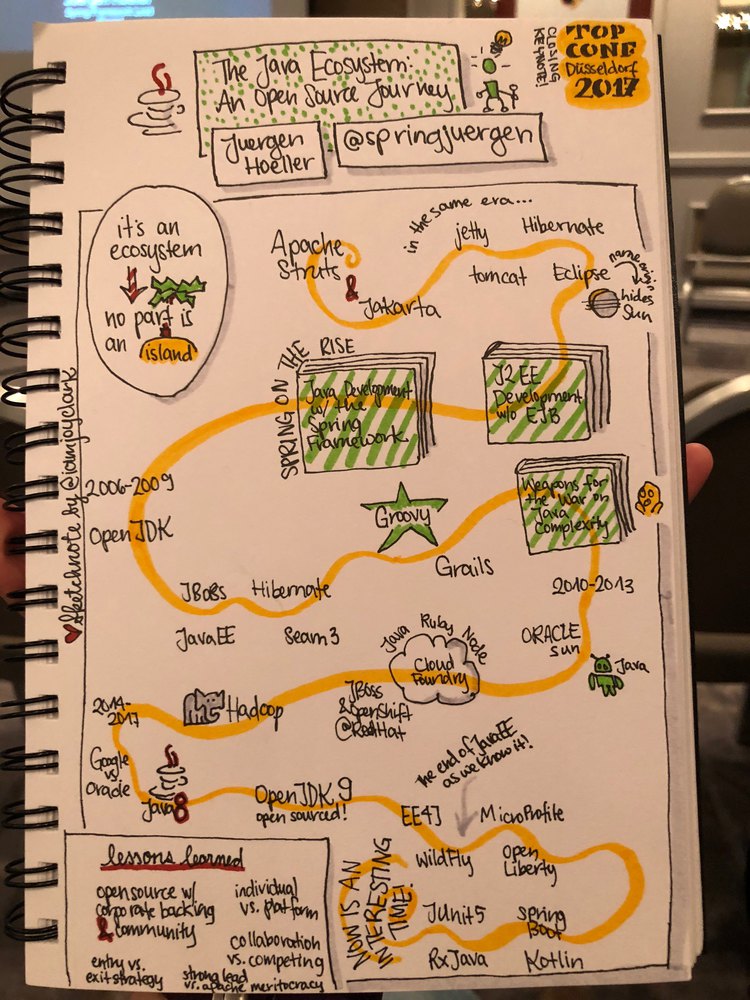 The Java Ecosystem:
An Open Source Journey
CLOSING
KEYNOTE!
TOP
CONF
Düsseldorf
2017
Juergen
Hoeller
@springjuergen
it's an
ecosystem
no part is
an island
Apache
Struts
&
Jakarta
in the same era...
jetty
Hibernate
tomcat
Eclipse
name origin
hides
Sun
SPRING ON THE RISE
Java Development
w/ the
Spring
Framework
J2EE
Development
w/o EJB
Weapons for
the War on
Java
Complexity
2006-2009
OpenJDK
Groovy
Grails
JBoss
Hibernate
JavaEE
Seam3
2010-2013
ORACLE
Sun
Java
Java Ruby Node
Cloud
Foundry
JBoss
& OpenShift
@RedHat
Hadoop
2014-
2017
Google
vs.
Oracle
Java 8
OpenJDK 9
open sourced!
The end of JavaEE
as we know it!
EE4J
MicroProfile
WildFly
Open
Liberty
NOW IS AN
INTERESTING
TIME!
JUnit5
Spring
Boot
RxJava
Kotlin
lessons learned
opensource w/
corporate backing
& community
individual
vs. platform
collaboration
vs. competing
entry vs.
exit strategy
strong lead
vs. apache meritocracy
Sketchnote by @iamjoyclark